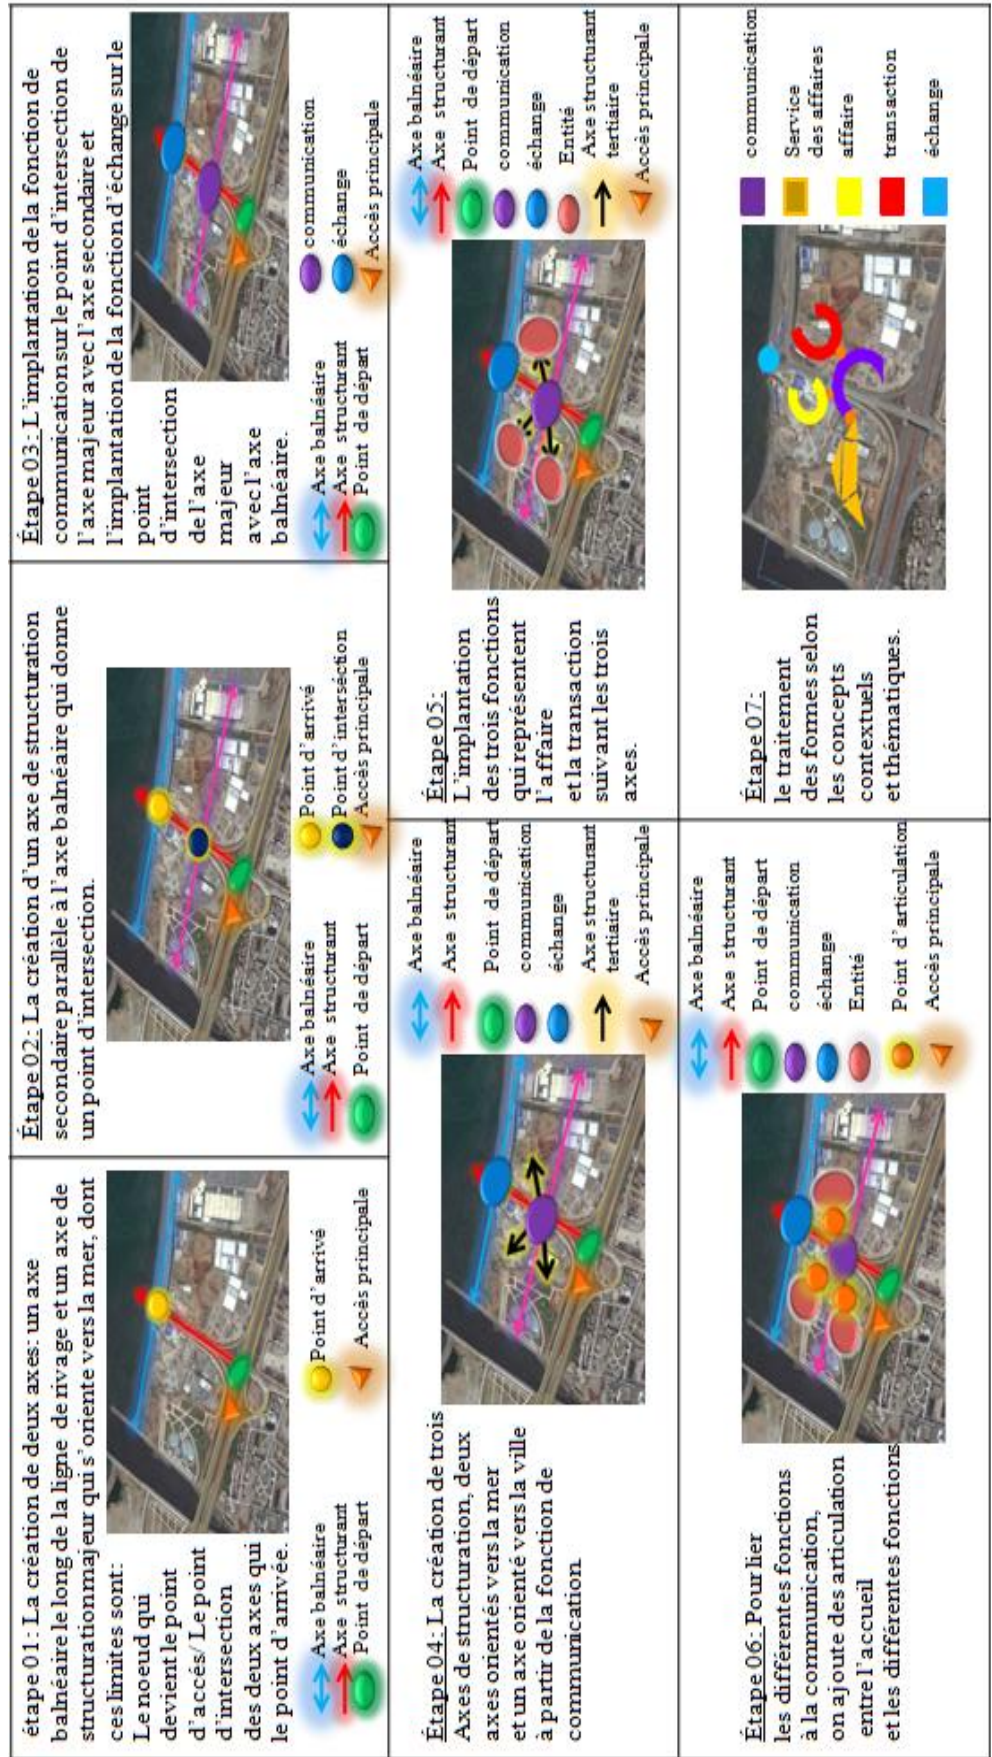 étape 01: La création de deux axes: un axe
balnéaire le long de la ligne de rivage et un axe de
structuration majeur qui s'oriente vers la mer, dont
ces limites sont:
Le noeud qui
devient le point
d'accés/ Le point
d'intersection
des deux axes qui
le point d'arrivée.
Axe balnéaire
Axe structurant
Point de départ
Point d'arrivé
Accès principale
Étape 02: La création d'un axe de structuration
secondaire parallèle à l'axe balnéaire qui donne
un point d'intersection.
Axe balnéaire
Axe structurant
Point de départ
Point d'arrivé
Point d'interséction
Accès principale
Étape 03: L'implantation de la fonction de
communication sur le point d'intersection de
l'axe majeur avec l'axe secondaire et
l'implantation de la fonction d'échange sur le
point
d'intersection
de l'axe
majeur
avec l'axe
balnéaire.
Axe balnéaire
Axe structurant
Point de départ
communication
échange
Accès principale
Étape 04: La création de trois
Axes de structuration, deux
axes orientés vers la mer
et un axe orienté vers la ville
à partir de la fonction de
communication.
Axe balnéaire
Axe structurant
Point de départ
communication
échange
Axe structurant
tertiaire
Accès principale
Étape 05:
L'implantation
des trois fonctions
qui représentent
l'affaire
et la transaction
suivant les trois
axes.
Axe balnéaire
Axe structurant
Point de départ
communication
échange
Entité
Axe structurant
tertiaire
Accès principale
Étape 06: Pour lier
les différentes fonctions
à la communication,
on ajoute des articulation
entre l'accueil
et les différentes fonctions
Axe balnéaire
Axe structurant
Point de départ
communication
échange
Entité
Point d'articulation
Accès principale
Étape 07:
le traitement
des formes selon
les concepts
contextuels
et thématiques.
communication
Service
des affaires
affaire
transaction
échange